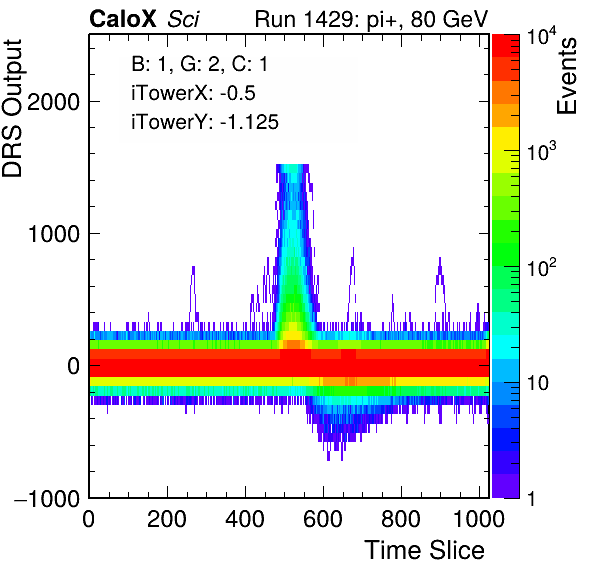 CaloX Sci Run 1429: pi+, 80 GeV
B: 1, G: 2, C: 1
iTowerX: -0.5
iTowerY: -1.125
DRS Output
2000
1000
0
−1000
0 200 400 600 800 1000
Time Slice
Events
10^4
10^3
10^2
10
1